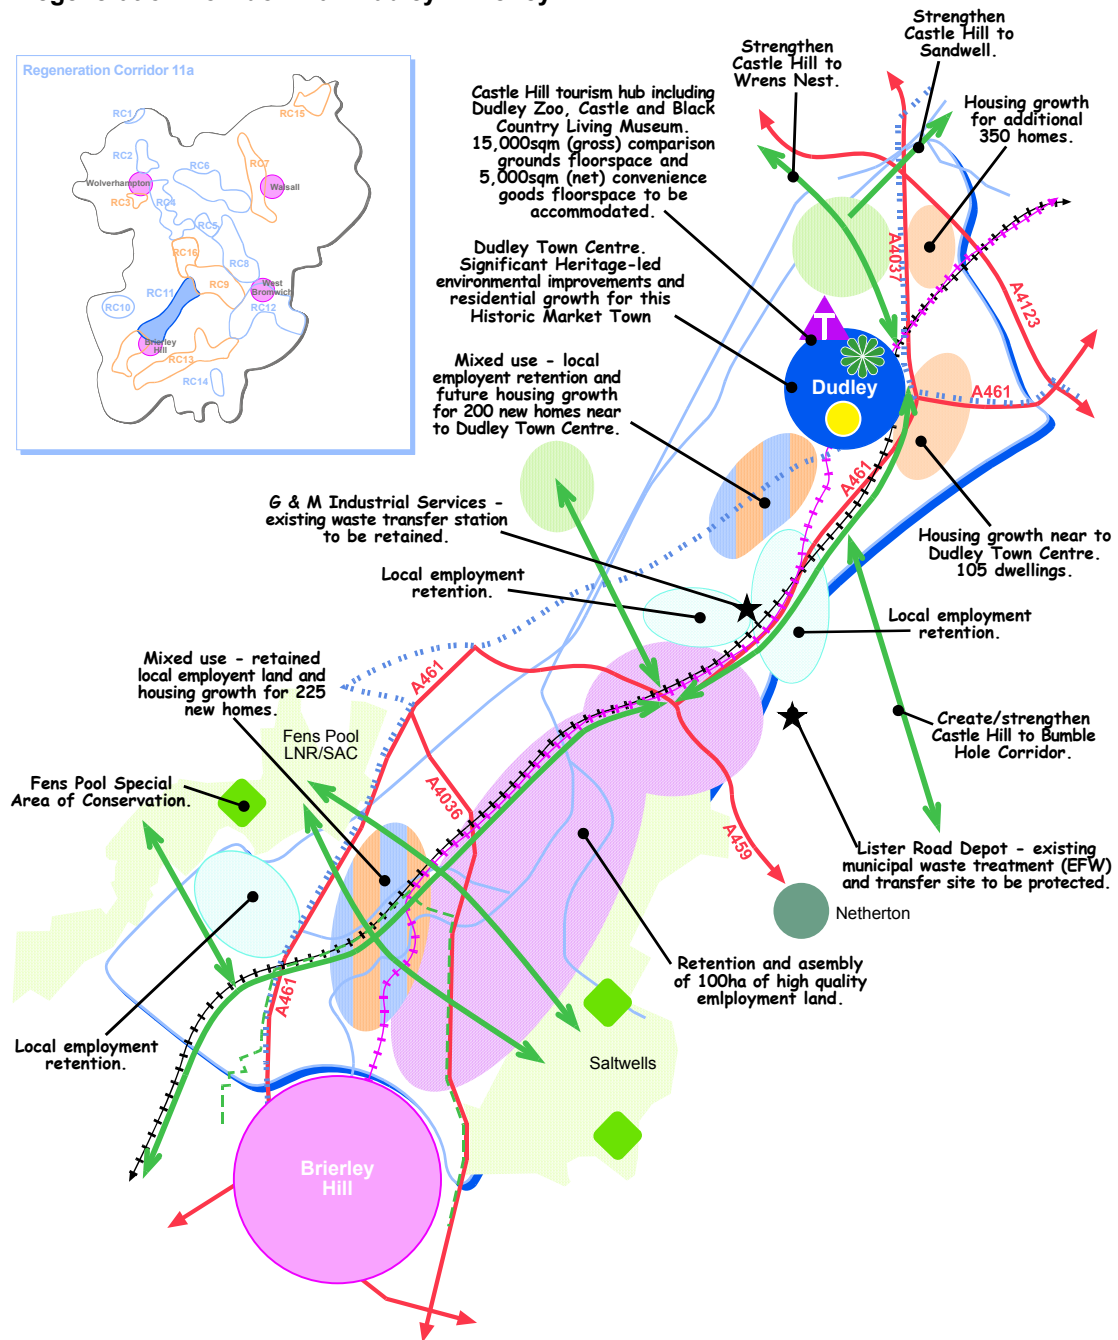 Regeneration Corridor 11a
RC1
RC15
RC2
RC6
RC7
Wolverhampton
Walsall
RC3
RC4
RC5
RC16
RC8
RC11
RC9
West
Bromwich
RC10
RC12
Brierley
Hill
RC13
RC14
Strengthen
Castle Hill to
Sandwell.
Strengthen
Castle Hill to
Wrens Nest.
Castle Hill tourism hub including
Dudley Zoo, Castle and Black
Country Living Museum.
15,000sqm (gross) comparison
grounds floorspace and
5,000sqm (net) convenience
goods floorspace to be
accommodated.
Housing growth
for additional
350 homes.
Dudley Town Centre.
Significant Heritage-led
environmental improvements and
residential growth for this
Historic Market Town
A4037
A4123
T
Mixed use - local
employent retention and
future housing growth
for 200 new homes near
to Dudley Town Centre.
Dudley
A461
A461
G & M Industrial Services -
existing waste transfer station
to be retained.
Housing growth near to
Dudley Town Centre.
105 dwellings.
Local employment
retention.
Local employment
retention.
Mixed use - retained
local employent land and
housing growth for 225
new homes.
A461
Create/strengthen
Castle Hill to Bumble
Hole Corridor.
Fens Pool
LNR/SAC
Fens Pool Special
Area of Conservation.
A4036
A459
Lister Road Depot - existing
municipal waste treatment (EFW)
and transfer site to be protected.
Netherton
Retention and asembly
of 100ha of high quality
emlployment land.
A461
Local employment
retention.
Saltwells
Brierley
Hill